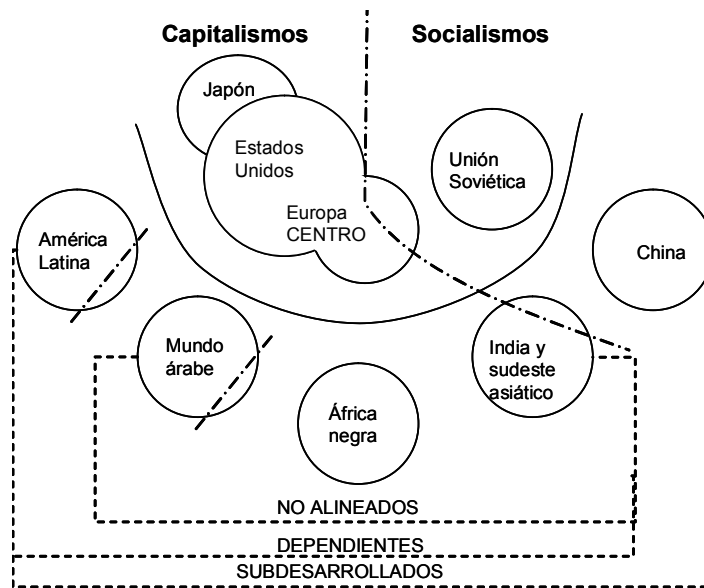 Capitalismos
Socialismos
Japón
Estados
Unidos
Unión
Soviética
Europa
CENTRO
América
Latina
China
Mundo
árabe
India y
sudeste
asiático
África
negra
NO ALINEADOS
DEPENDIENTES
SUBDESARROLLADOS